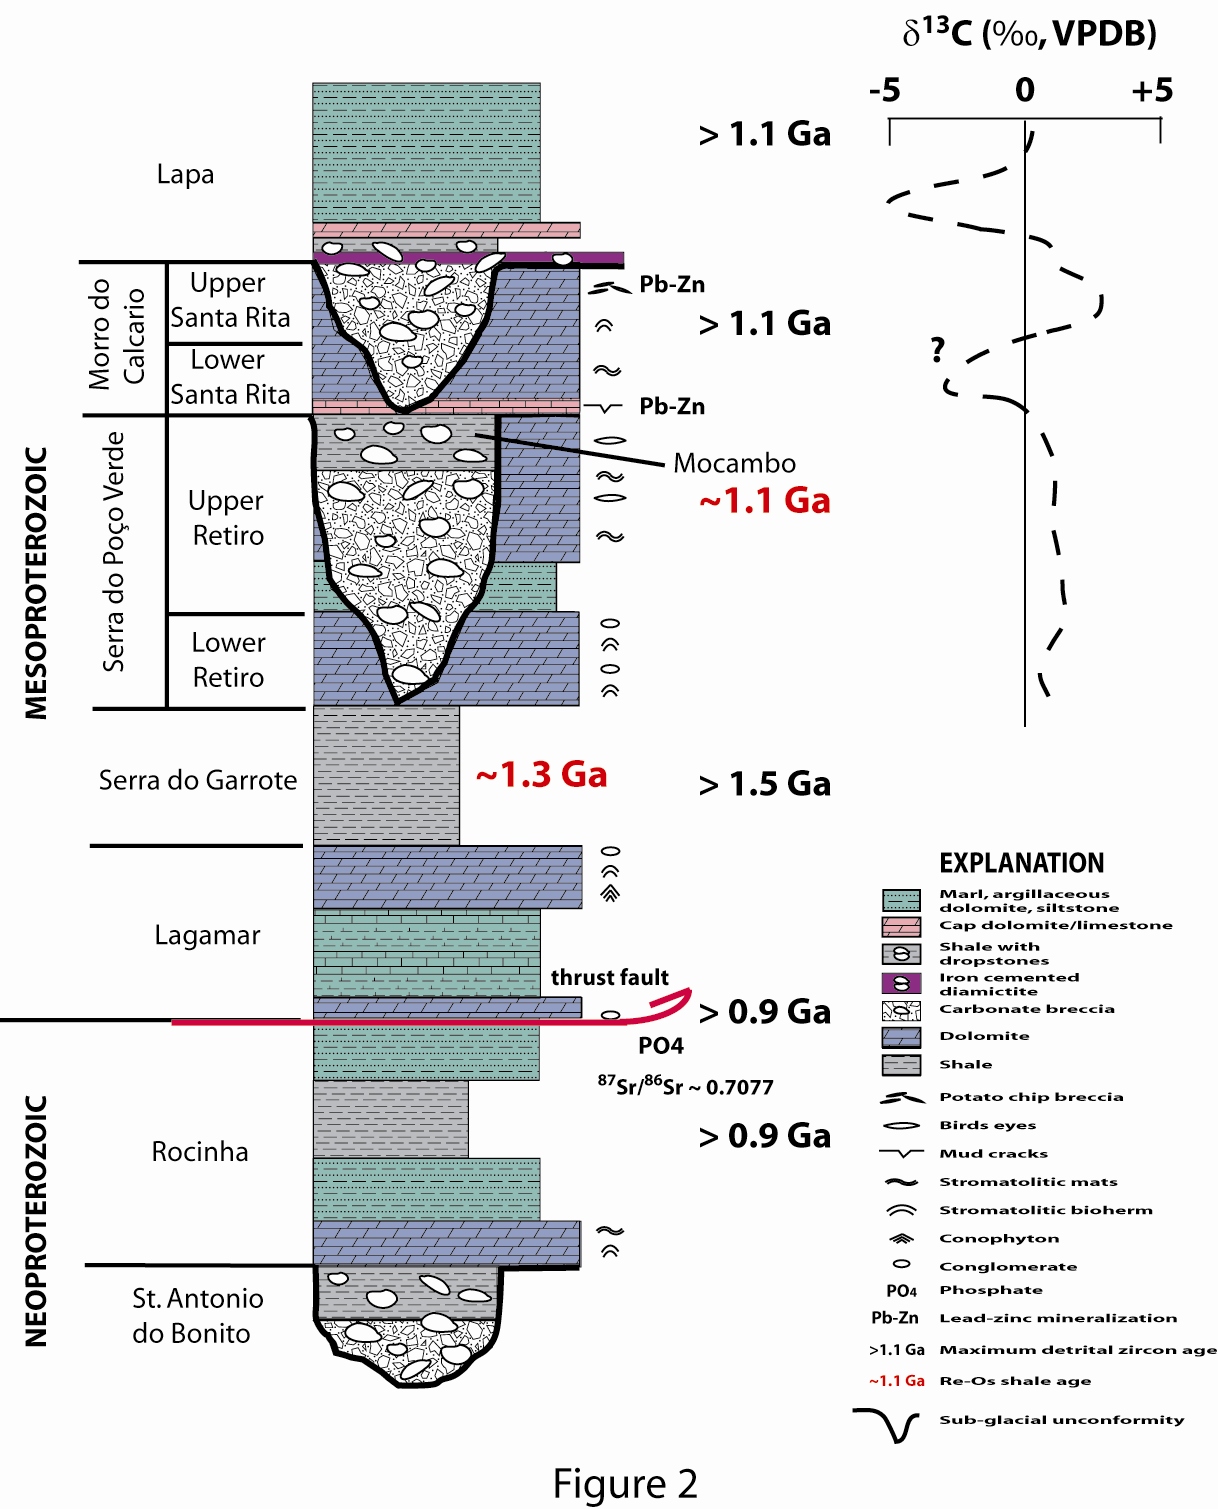 δ13C (‰, VPDB)
-5 0 +5
> 1.1 Ga
Lapa
Morro do
Calcario
Upper
Santa Rita
Pb-Zn
> 1.1 Ga
?
Lower
Santa Rita
Pb-Zn
MESOPROTEROZOIC
Serra do Poço Verde
Mocambo
~1.1 Ga
Upper
Retiro
Lower
Retiro
Serra do Garrote
~1.3 Ga
> 1.5 Ga
Lagamar
thrust fault
> 0.9 Ga
PO4
87Sr/86Sr ~ 0.7077
> 0.9 Ga
NEOPROTEROZOIC
Rocinha
St. Antonio
do Bonito
EXPLANATION
Marl, argillaceous
dolomite, siltstone
Cap dolomite/limestone
Shale with
dropstones
Iron cemented
diamictite
Carbonate breccia
Dolomite
Shale
Potato chip breccia
Birds eyes
Mud cracks
Stromatolitic mats
Stromatolitic bioherm
Conophyton
Conglomerate
PO4 Phosphate
Pb-Zn Lead-zinc mineralization
>1.1 Ga Maximum detrital zircon age
~1.1 Ga Re-Os shale age
Sub-glacial unconformity
Figure 2